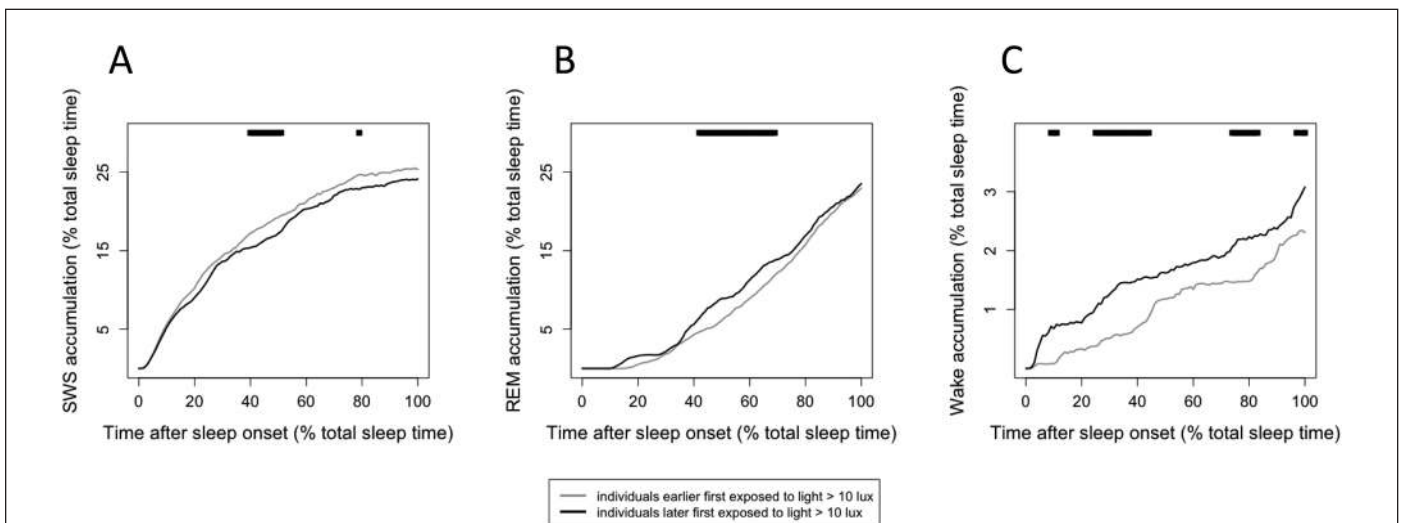 A
SWS accumulation (% total sleep time)
25
15
5
0 20 40 60 80 100
Time after sleep onset (% total sleep time)
B
REM accumulation (% total sleep time)
25
15
5
0 20 40 60 80 100
Time after sleep onset (% total sleep time)
C
Wake accumulation (% total sleep time)
3
2
1
0 20 40 60 80 100
Time after sleep onset (% total sleep time)
individuals earlier first exposed to light > 10 lux
individuals later first exposed to light > 10 lux